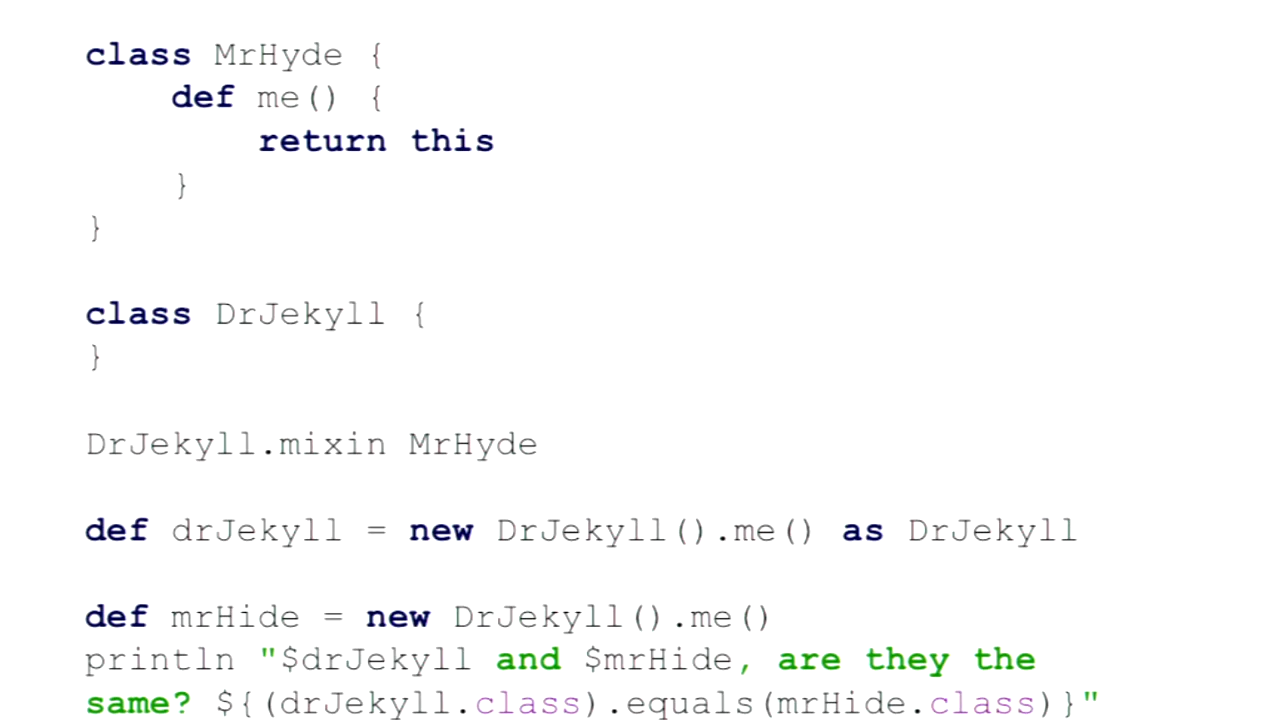 class MrHyde {
    def me() {
        return this
    }
}
class DrJekyll {
}
DrJekyll.mixin MrHyde
def drJekyll = new DrJekyll().me() as DrJekyll
def mrHide = new DrJekyll().me()
println "$drJekyll and $mrHide, are they the
same? ${(drJekyll.class).equals(mrHide.class)}"